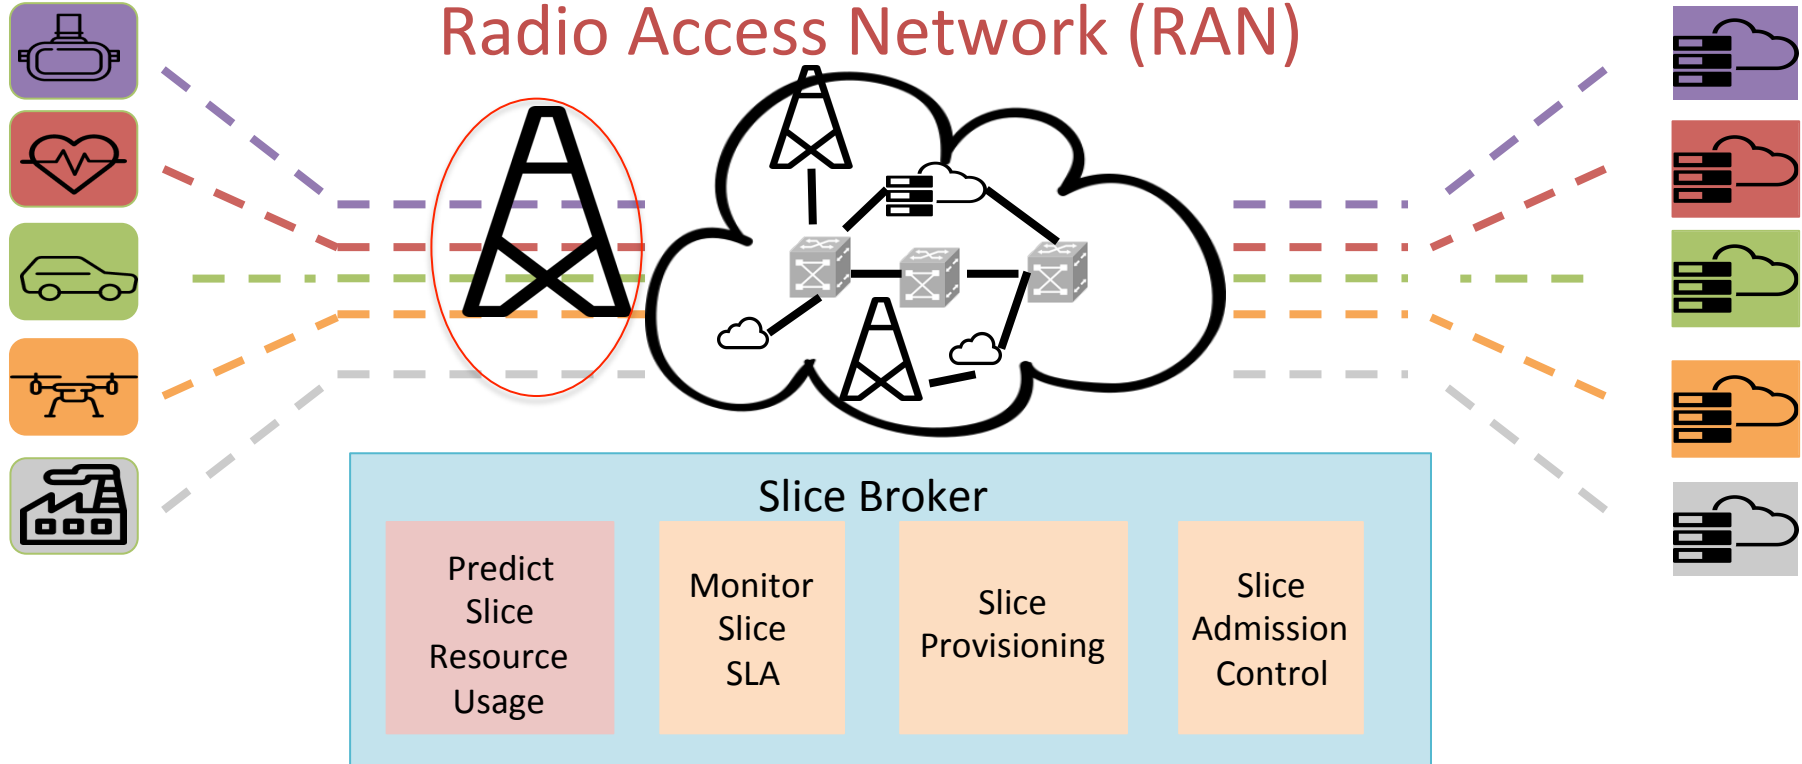 Radio Access Network (RAN)
Slice Broker
Predict
Slice
Resource
Usage
Monitor
Slice
SLA
Slice
Provisioning
Slice
Admission
Control